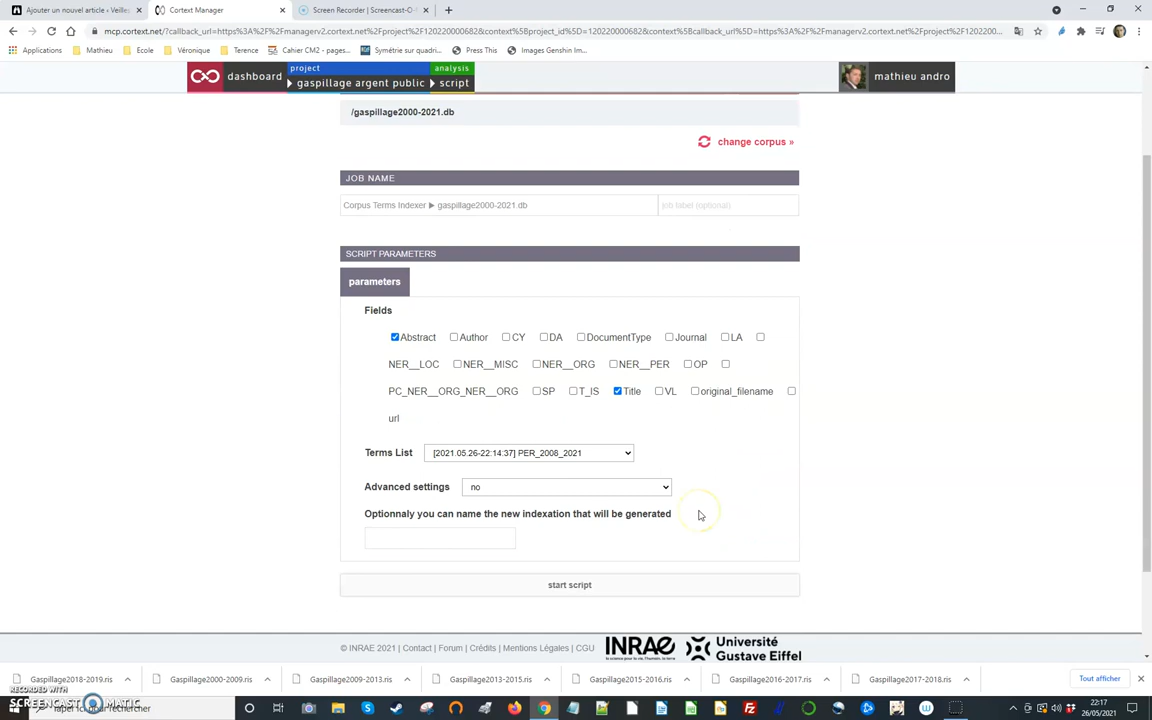 Ajouter un nouvel article ‹ Veille
Cortext Manager
Screen Recorder | Screencast-O-
mcp.cortext.net/?callback_url=https%3A%2F%2Fmanagerv2.cortext.net%2Fproject%2F120220000682&context%5Bproject_id%5D=120220000682&context%5Bcallback_url%5D=https%3A%2F%2Fmanagerv2.cortext.net%2Fproject%2F12022000...
Applications Mathieu Ecole Véronique Terence Cahier CM2 - pages... Symétrie sur quadri... Press This Images Genshin Im...
project analysis
dashboard gaspillage argent public script mathieu andro
/gaspillage2000-2021.db
change corpus »
JOB NAME
Corpus Terms Indexer ▶ gaspillage2000-2021.db job label (optional)
SCRIPT PARAMETERS
parameters
Fields
Abstract Author CY DA DocumentType Journal LA
NER__LOC NER__MISC NER__ORG NER__PER OP
PC_NER__ORG_NER__ORG SP T_IS Title VL original_filename
url
Terms List [2021.05.26-22:14:37] PER_2008_2021
Advanced settings no
Optionnaly you can name the new indexation that will be generated
start script
© INRAE 2021 | Contact | Forum | Crédits | Mentions Légales | CGU INRAE Université Gustave Eiffel
Gaspillage2018-2019.ris Gaspillage2000-2009.ris Gaspillage2009-2013.ris Gaspillage2013-2015.ris Gaspillage2015-2016.ris Gaspillage2016-2017.ris Gaspillage2017-2018.ris Tout afficher
RECORDED WITH
SCREENCAST MATIC
recherche
22:17
26/05/2021